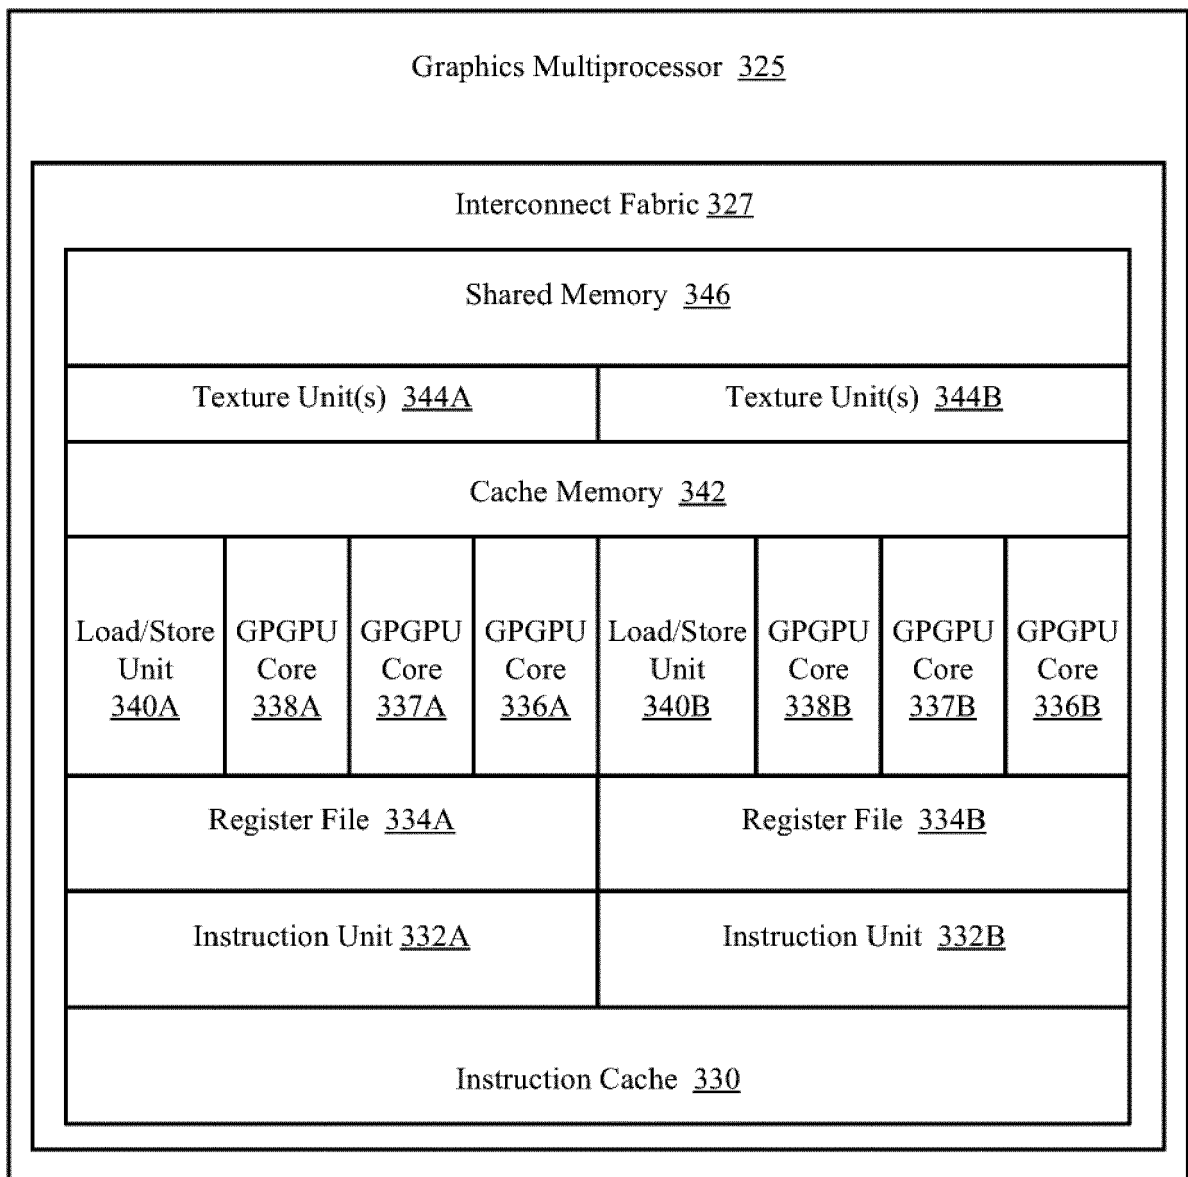 Graphics Multiprocessor 325
Interconnect Fabric 327
Shared Memory 346
Texture Unit(s) 344A
Texture Unit(s) 344B
Cache Memory 342
Load/Store
Unit
340A
GPGPU
Core
338A
GPGPU
Core
337A
GPGPU
Core
336A
Load/Store
Unit
340B
GPGPU
Core
338B
GPGPU
Core
337B
GPGPU
Core
336B
Register File 334A
Register File 334B
Instruction Unit 332A
Instruction Unit 332B
Instruction Cache 330